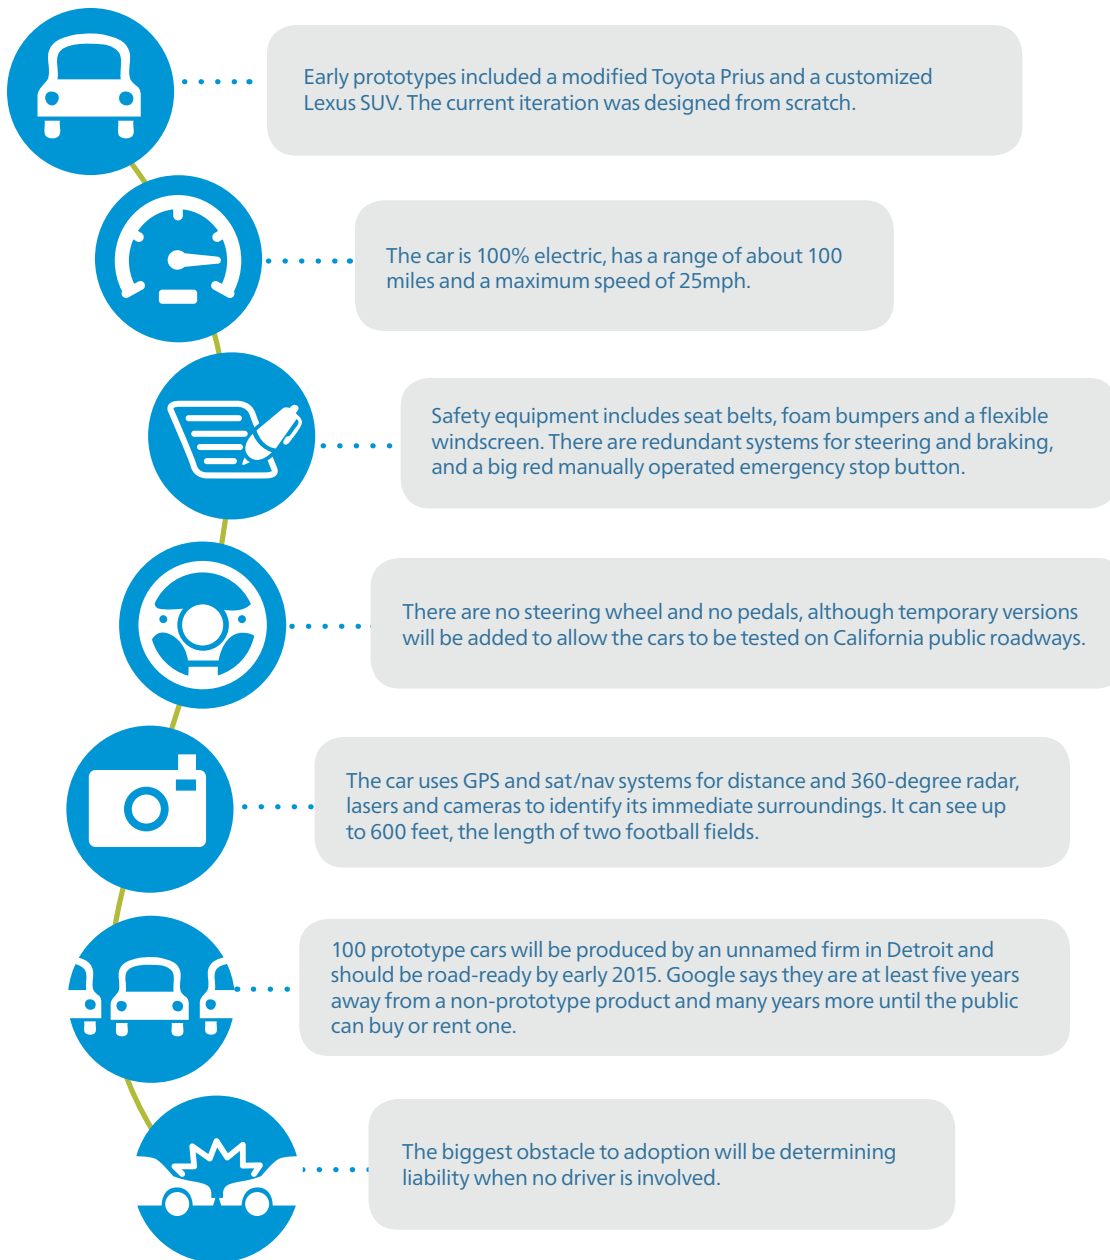 Early prototypes included a modified Toyota Prius and a customized
Lexus SUV. The current iteration was designed from scratch.
The car is 100% electric, has a range of about 100
miles and a maximum speed of 25mph.
Safety equipment includes seat belts, foam bumpers and a flexible
windscreen. There are redundant systems for steering and braking,
and a big red manually operated emergency stop button.
There are no steering wheel and no pedals, although temporary versions
will be added to allow the cars to be tested on California public roadways.
The car uses GPS and sat/nav systems for distance and 360-degree radar,
lasers and cameras to identify its immediate surroundings. It can see up
to 600 feet, the length of two football fields.
100 prototype cars will be produced by an unnamed firm in Detroit and
should be road-ready by early 2015. Google says they are at least five years
away from a non-prototype product and many years more until the public
can buy or rent one.
The biggest obstacle to adoption will be determining
liability when no driver is involved.